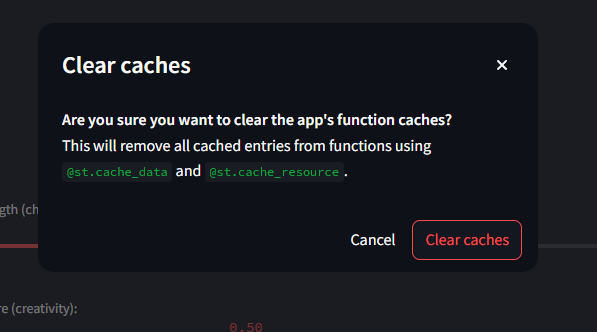 Clear caches
Are you sure you want to clear the app's function caches?
This will remove all cached entries from functions using
@st.cache_data and @st.cache_resource.
gth (ch
Cancel Clear caches
re (creativity):
0.50